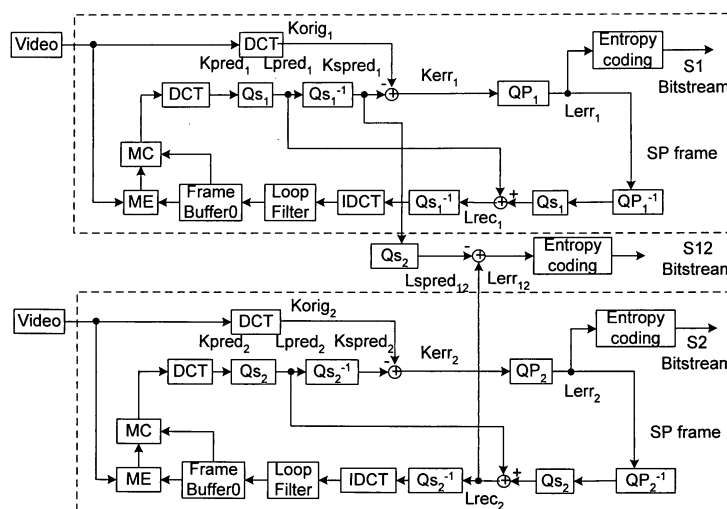 Video
DCT
Korig1
Kpred1
Lpred1
Kspred1
DCT
Qs1
Qs1-1
-
+
Kerr1
QP1
Lerr1
Entropy coding
S1 Bitstream
SP frame
MC
ME
Frame Buffer0
Loop Filter
IDCT
Qs1-1
Lrec1
+
+
Qs1
QP1-1
Qs2
Lspred12
-
+
Lerr12
Entropy coding
S12 Bitstream
Video
DCT
Korig2
Kpred2
Lpred2
Kspred2
DCT
Qs2
Qs2-1
-
+
Kerr2
QP2
Lerr2
Entropy coding
S2 Bitstream
SP frame
MC
ME
Frame Buffer0
Loop Filter
IDCT
Qs2-1
Lrec2
+
+
Qs2
QP2-1